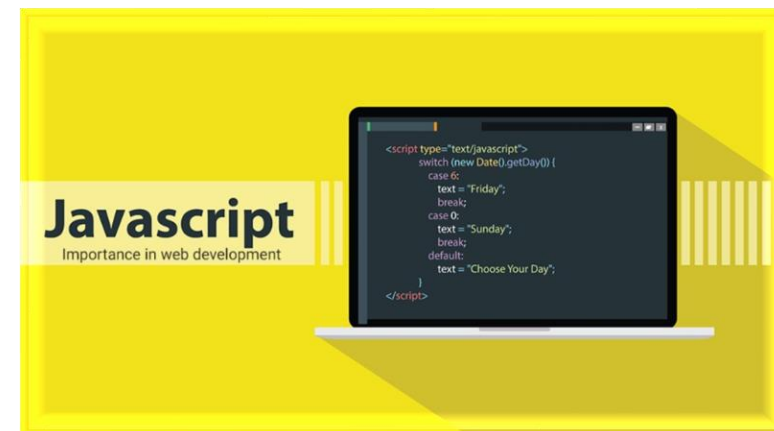 Javascript
Importance in web development
<script type="text/javascript">
switch (new Date().getDay()) {
case 6:
text = "Friday";
break;
case 0:
text = "Sunday";
break;
default:
text = "Choose Your Day";
}
</script>